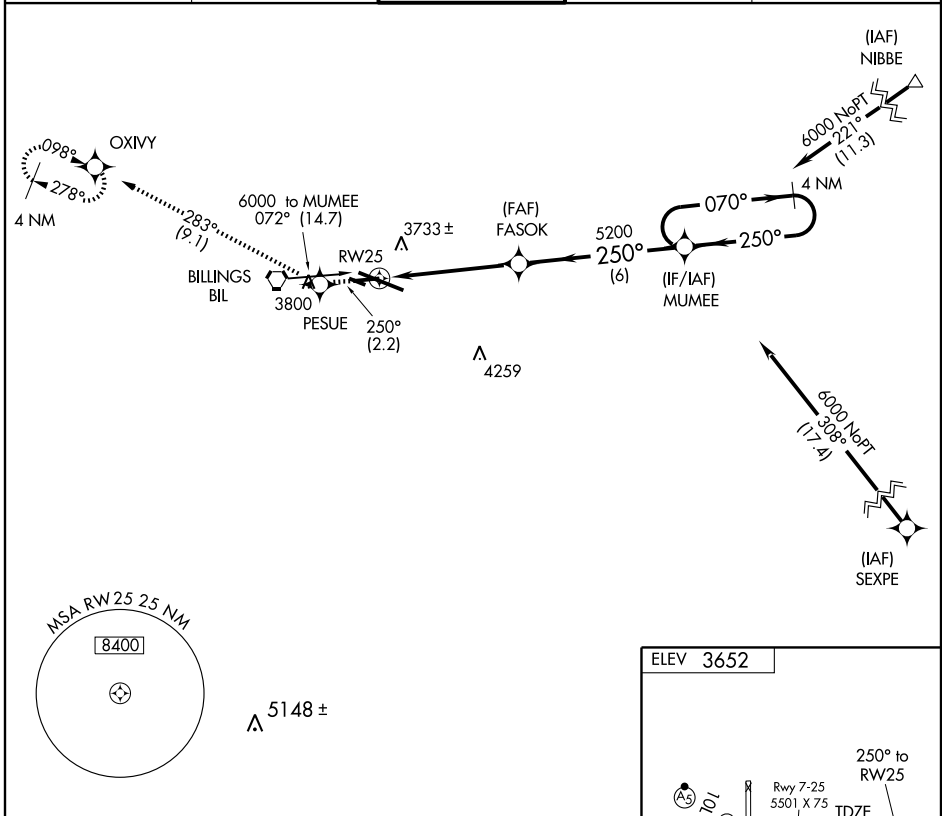 (IAF)
NIBBE
6000 NoPT
221°
(11.3)
OXIVY
098°
278°
4 NM
283°
(9.1)
6000 to MUMEE
072° (14.7)
3733 ±
RW25
BILLINGS
BIL
3800
PESUE
250°
(2.2)
(FAF)
FASOK
5200
250°
(6)
070°
4 NM
250°
(IF/IAF)
MUMEE
4259
6000 NoPT
308°
(17.4)
(IAF)
SEXPE
MSA RW25 25 NM
8400
5148 ±
ELEV 3652
250° to
RW25
A5
10L
X
Rwy 7-25
5501 X 75
TDZE